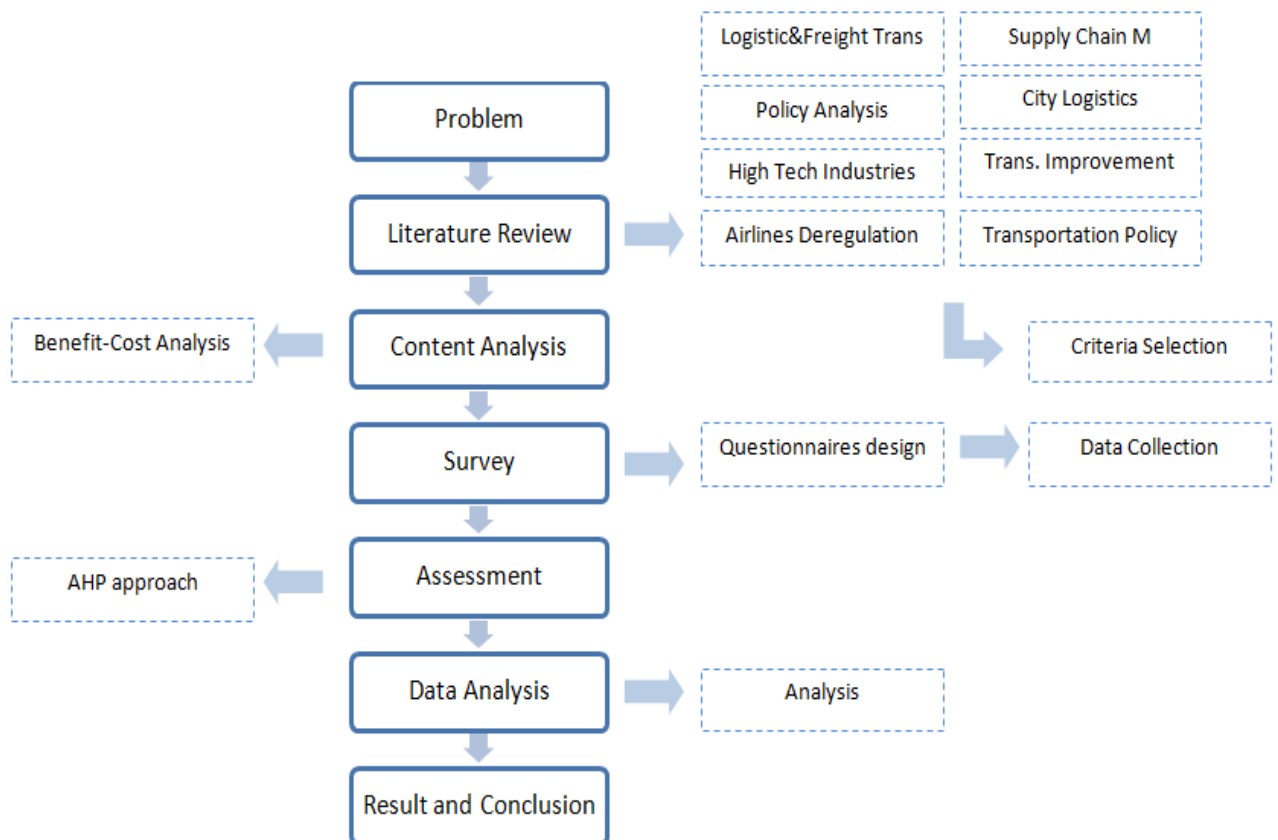 Logistic&Freight Trans
Supply Chain M
Problem
Policy Analysis
City Logistics
High Tech Industries
Trans. Improvement
Literature Review
Airlines Deregulation
Transportation Policy
Benefit-Cost Analysis
Content Analysis
Criteria Selection
Survey
Questionnaires design
Data Collection
AHP approach
Assessment
Data Analysis
Analysis
Result and Conclusion